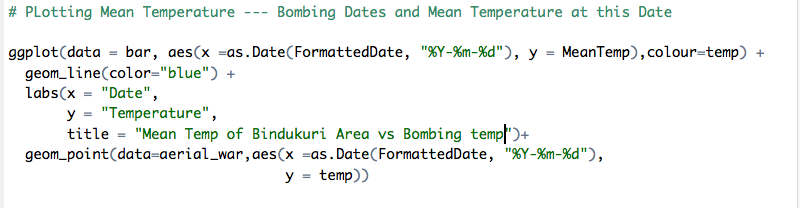 # PLotting Mean Temperature --- Bombing Dates and Mean Temperature at this Date
ggplot(data = bar, aes(x =as.Date(FormattedDate, "%Y-%m-%d"), y = MeanTemp),colour=temp) +
geom_line(color="blue") +
labs(x = "Date",
y = "Temperature",
title = "Mean Temp of Bindukuri Area vs Bombing temp")+
geom_point(data=aerial_war,aes(x =as.Date(FormattedDate, "%Y-%m-%d"),
y = temp))